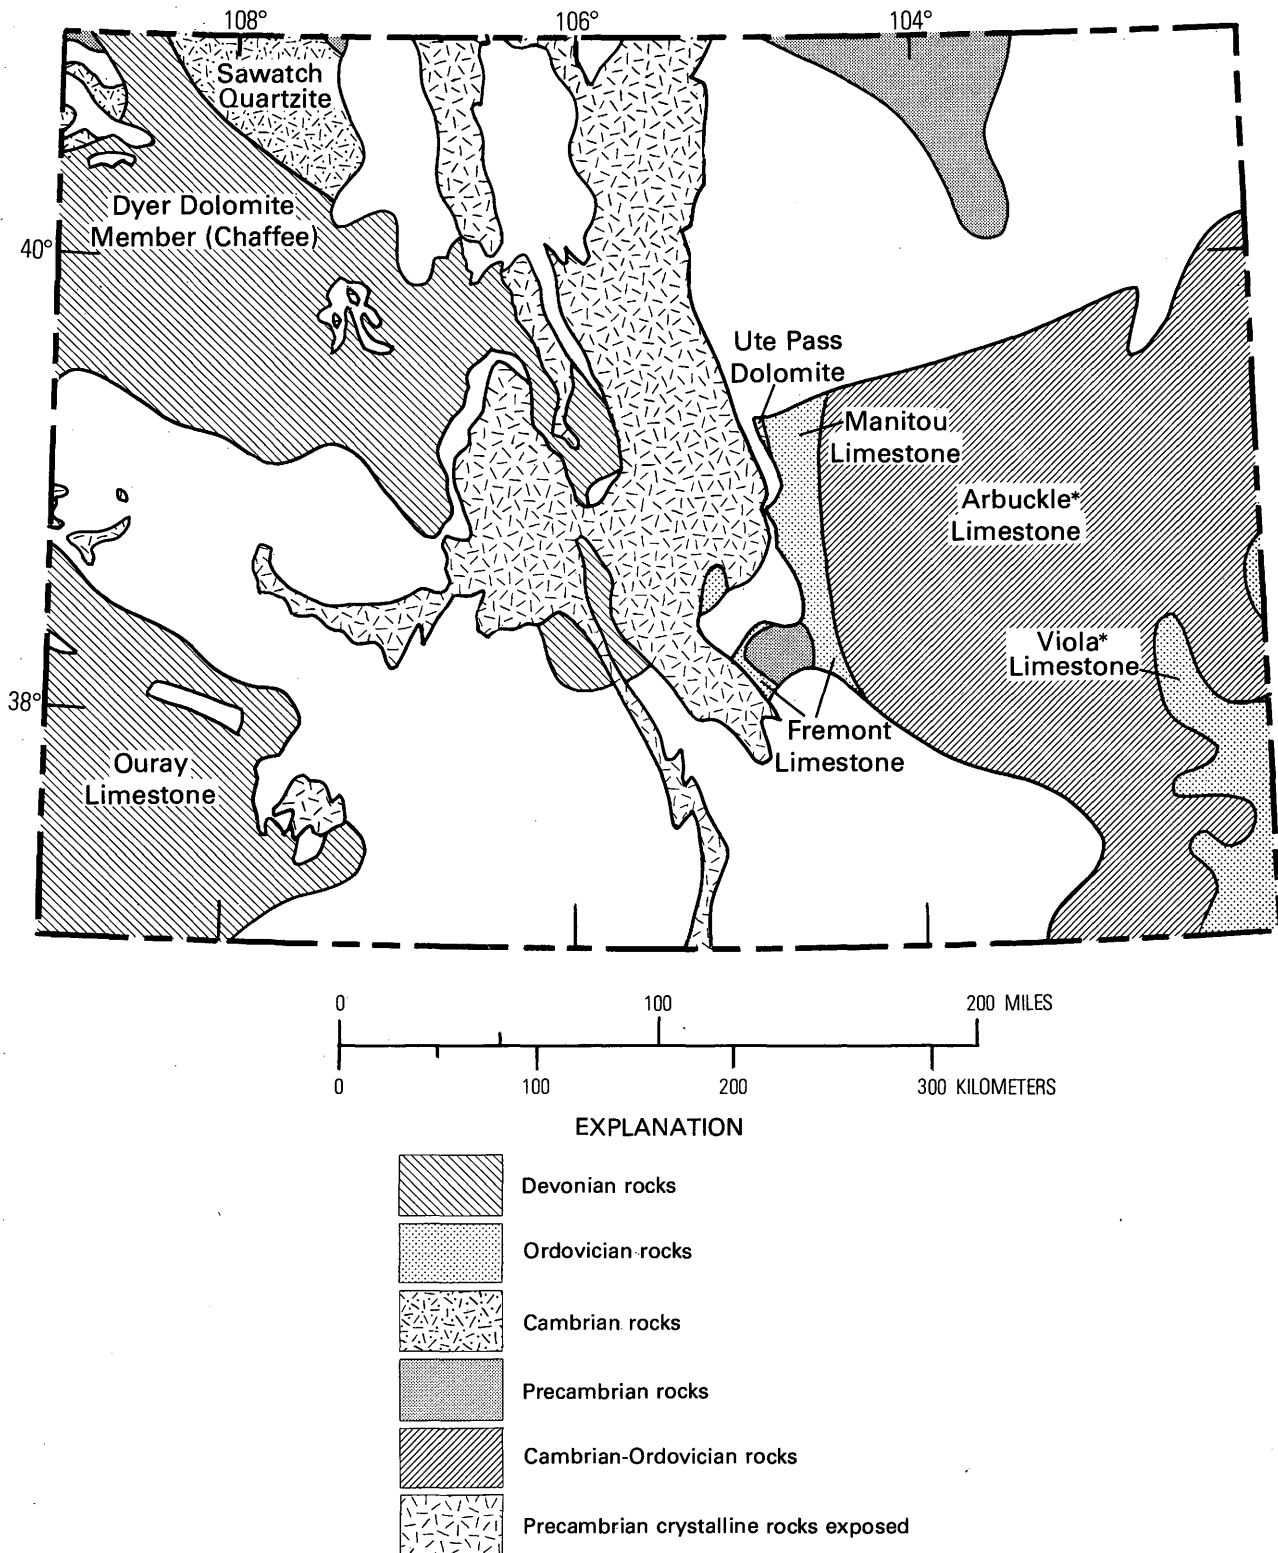 108°
106°
104°
Sawatch
Quartzite
Dyer Dolomite
Member (Chaffee)
40°
Ute Pass
Dolomite
Manitou
Limestone
Arbuckle*
Limestone
Viola*
Limestone
38°
Fremont
Limestone
Ouray
Limestone
0 100 200 MILES
0 100 200 300 KILOMETERS
EXPLANATION
Devonian rocks
Ordovician rocks
Cambrian rocks
Precambrian rocks
Cambrian-Ordovician rocks
Precambrian crystalline rocks exposed